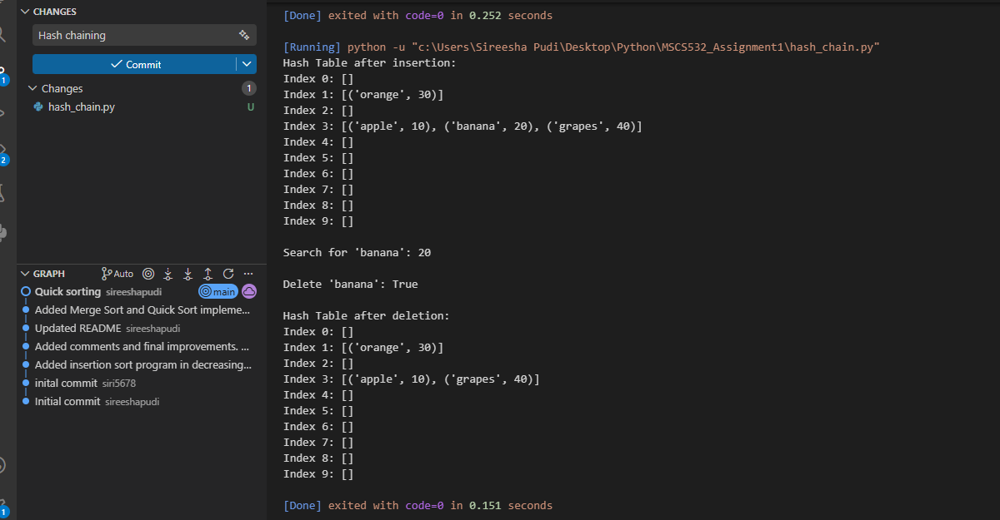 CHANGES
Hash chaining
Commit
Changes 1
hash_chain.py U
1
2
1
GRAPH Auto
Quick sorting sireeshapudi main
Added Merge Sort and Quick Sort impleme...
Updated README sireeshapudi
Added comments and final improvements. ...
Added insertion sort program in decreasing...
inital commit siri5678
Initial commit sireeshapudi
[Done] exited with code=0 in 0.252 seconds
[Running] python -u "c:\Users\Sireesha Pudi\Desktop\Python\MSCS532_Assignment1\hash_chain.py"
Hash Table after insertion:
Index 0: []
Index 1: [('orange', 30)]
Index 2: []
Index 3: [('apple', 10), ('banana', 20), ('grapes', 40)]
Index 4: []
Index 5: []
Index 6: []
Index 7: []
Index 8: []
Index 9: []
Search for 'banana': 20
Delete 'banana': True
Hash Table after deletion:
Index 0: []
Index 1: [('orange', 30)]
Index 2: []
Index 3: [('apple', 10), ('grapes', 40)]
Index 4: []
Index 5: []
Index 6: []
Index 7: []
Index 8: []
Index 9: []
[Done] exited with code=0 in 0.151 seconds